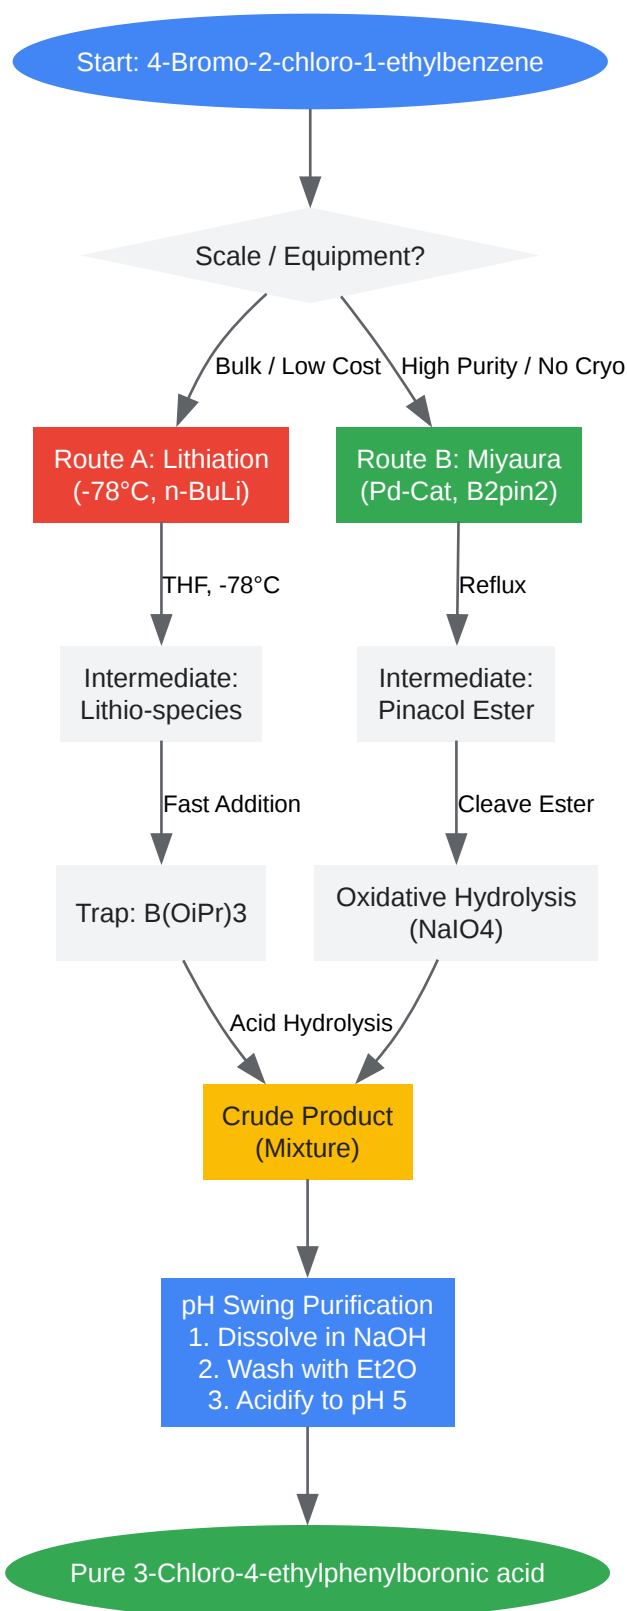 Start: 4-Bromo-2-chloro-1-ethylbenzene
Scale / Equipment?
Bulk / Low Cost
High Purity / No Cryo
Route A: Lithiation
(-78°C, n-BuLi)
Route B: Miyaura
(Pd-Cat, B2pin2)
THF, -78°C
Reflux
Intermediate:
Lithio-species
Intermediate:
Pinacol Ester
Fast Addition
Cleave Ester
Trap: B(OiPr)3
Oxidative Hydrolysis
(NaIO4)
Acid Hydrolysis
Crude Product
(Mixture)
pH Swing Purification
1. Dissolve in NaOH
2. Wash with Et2O
3. Acidify to pH 5
Pure 3-Chloro-4-ethylphenylboronic acid